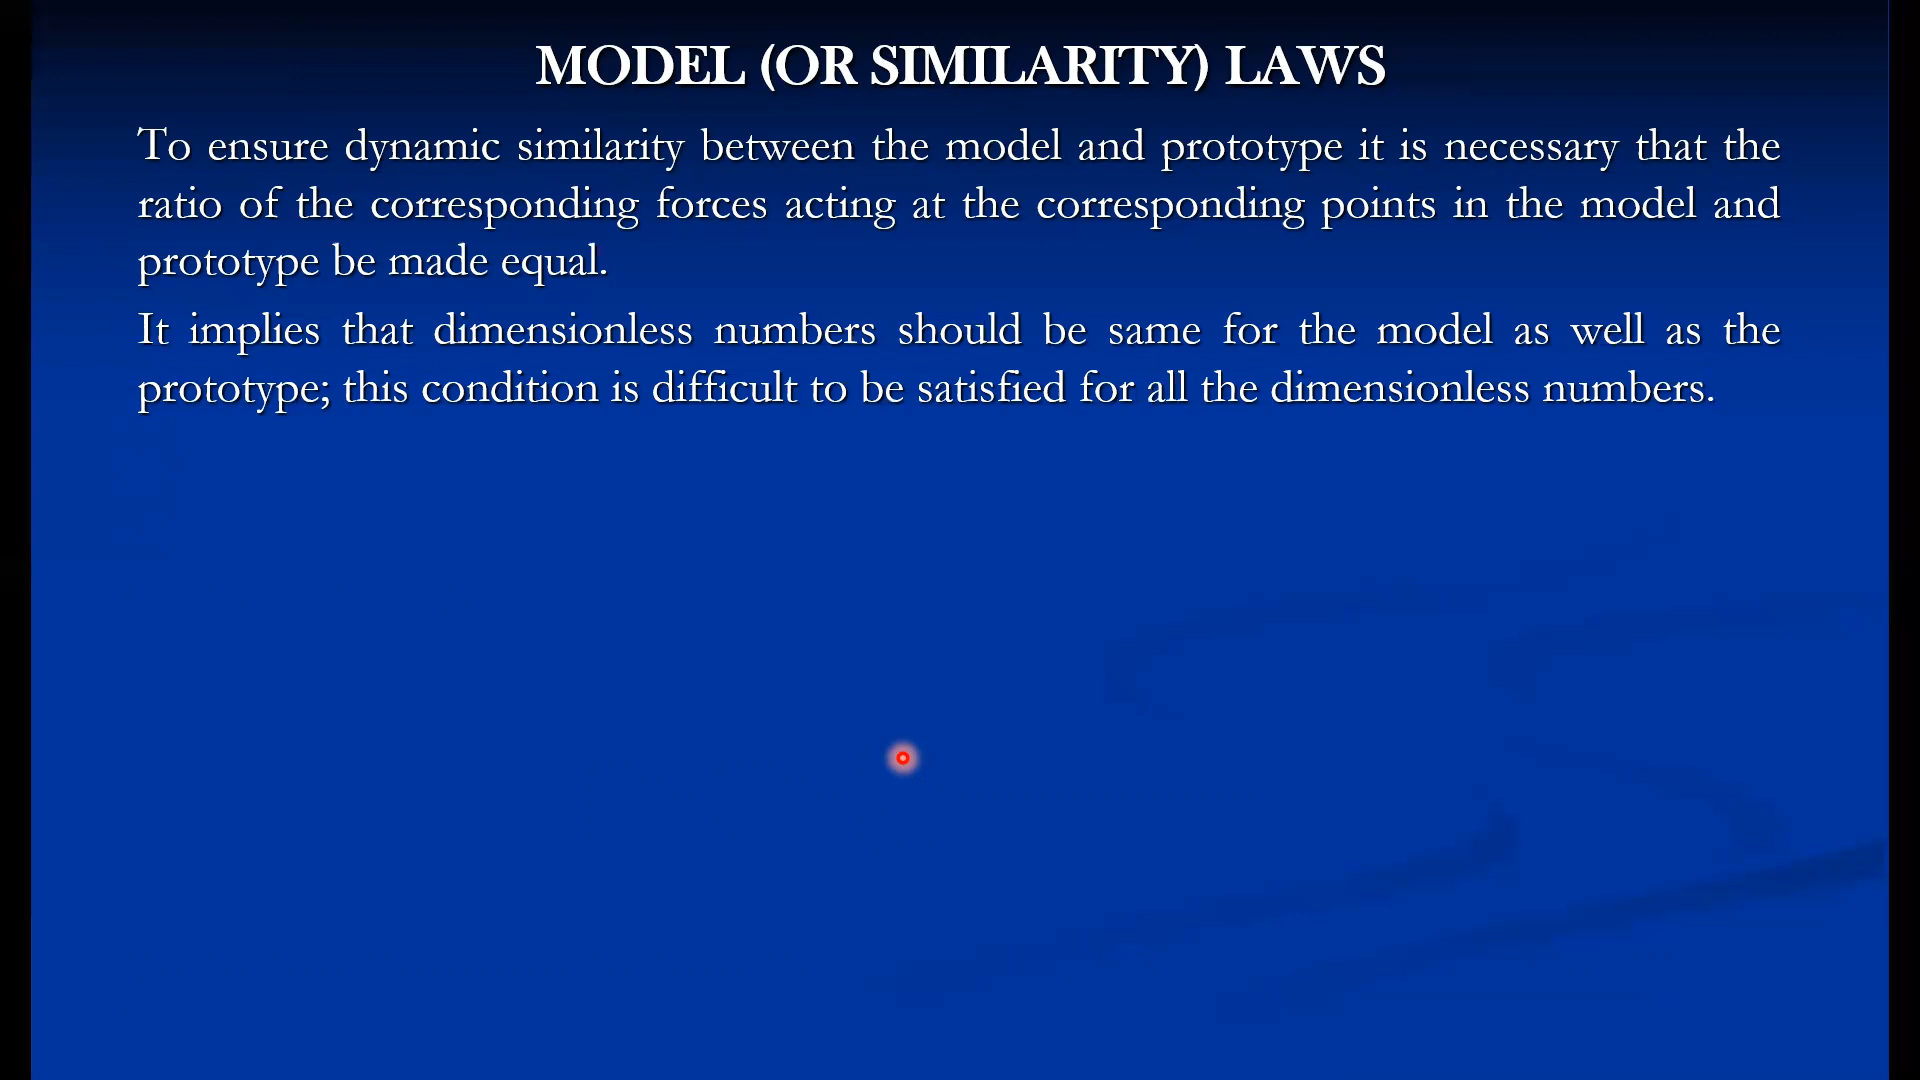 MODEL (OR SIMILARITY) LAWS
To ensure dynamic similarity between the model and prototype it is necessary that the
ratio of the corresponding forces acting at the corresponding points in the model and
prototype be made equal.
It implies that dimensionless numbers should be same for the model as well as the
prototype; this condition is difficult to be satisfied for all the dimensionless numbers.